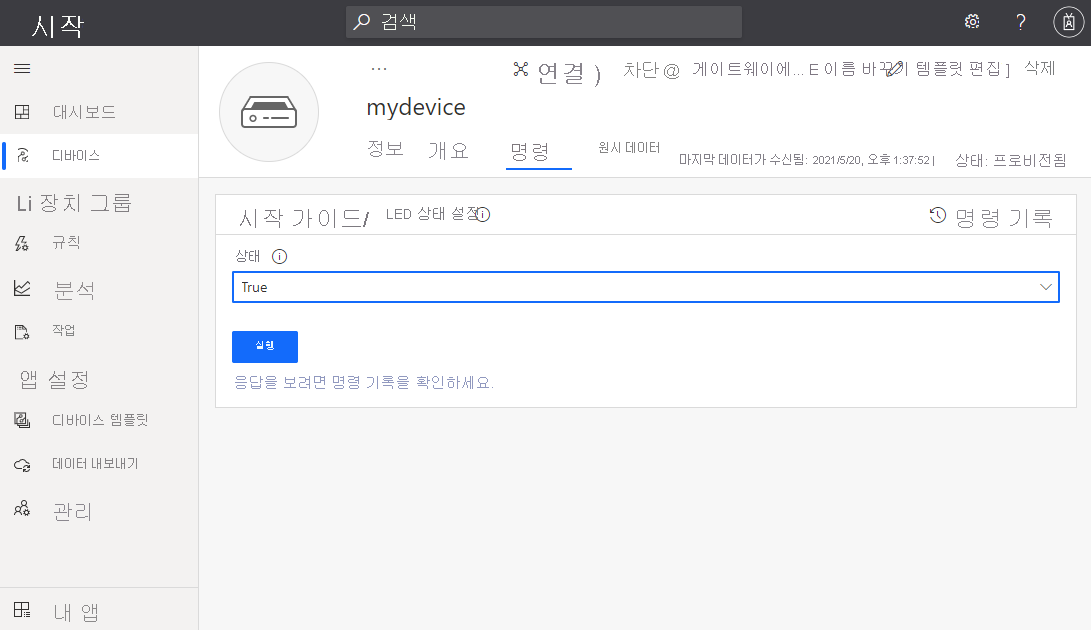 시작
검색
?
대시보드
디바이스
Li 장치 그룹
규칙
분석
작업
앱 설정
디바이스 템플릿
데이터 내보내기
관리
내 앱
...
연결 ) 차단 @ 게이트웨이에... E 이름 바꾸기 템플릿 편집 ] 삭제
mydevice
정보 개요 명령 원시 데이터
마지막 데이터가 수신됨: 2021/5/20, 오후 1:37:52 | 상태: 프로비전됨
시작 가이드/ LED 상태 설정 명령 기록
상태
True
실행
응답을 보려면 명령 기록을 확인하세요.